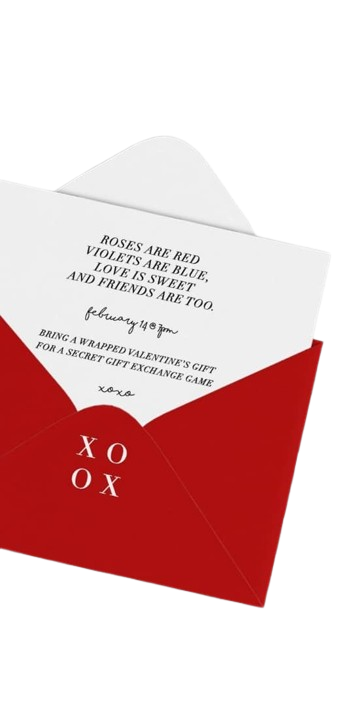 ROSES ARE RED
VIOLETS ARE BLUE,
LOVE IS SWEET
AND FRIENDS ARE TOO.
february 14 @ 7pm
BRING A WRAPPED VALENTINE'S GIFT
FOR A SECRET GIFT EXCHANGE GAME
xoxo
X O
O X